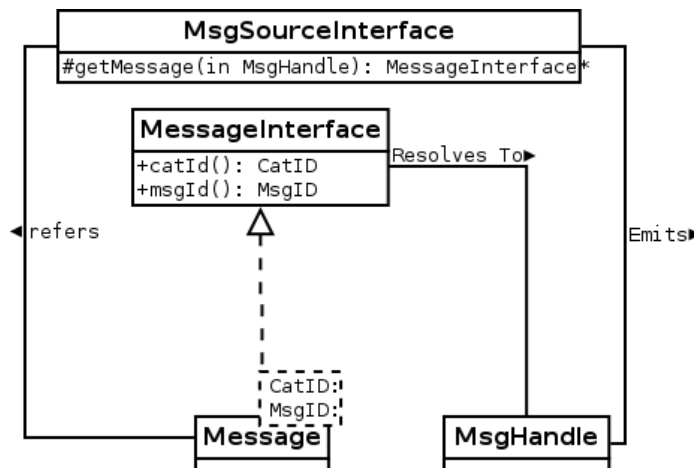 MsgSourceInterface
#getMessage(in MsgHandle): MessageInterface*
MessageInterface
+catId(): CatID
+msgId(): MsgID
Resolves To►
◄refers
Emits►
CatID:
MsgID:
Message
MsgHandle